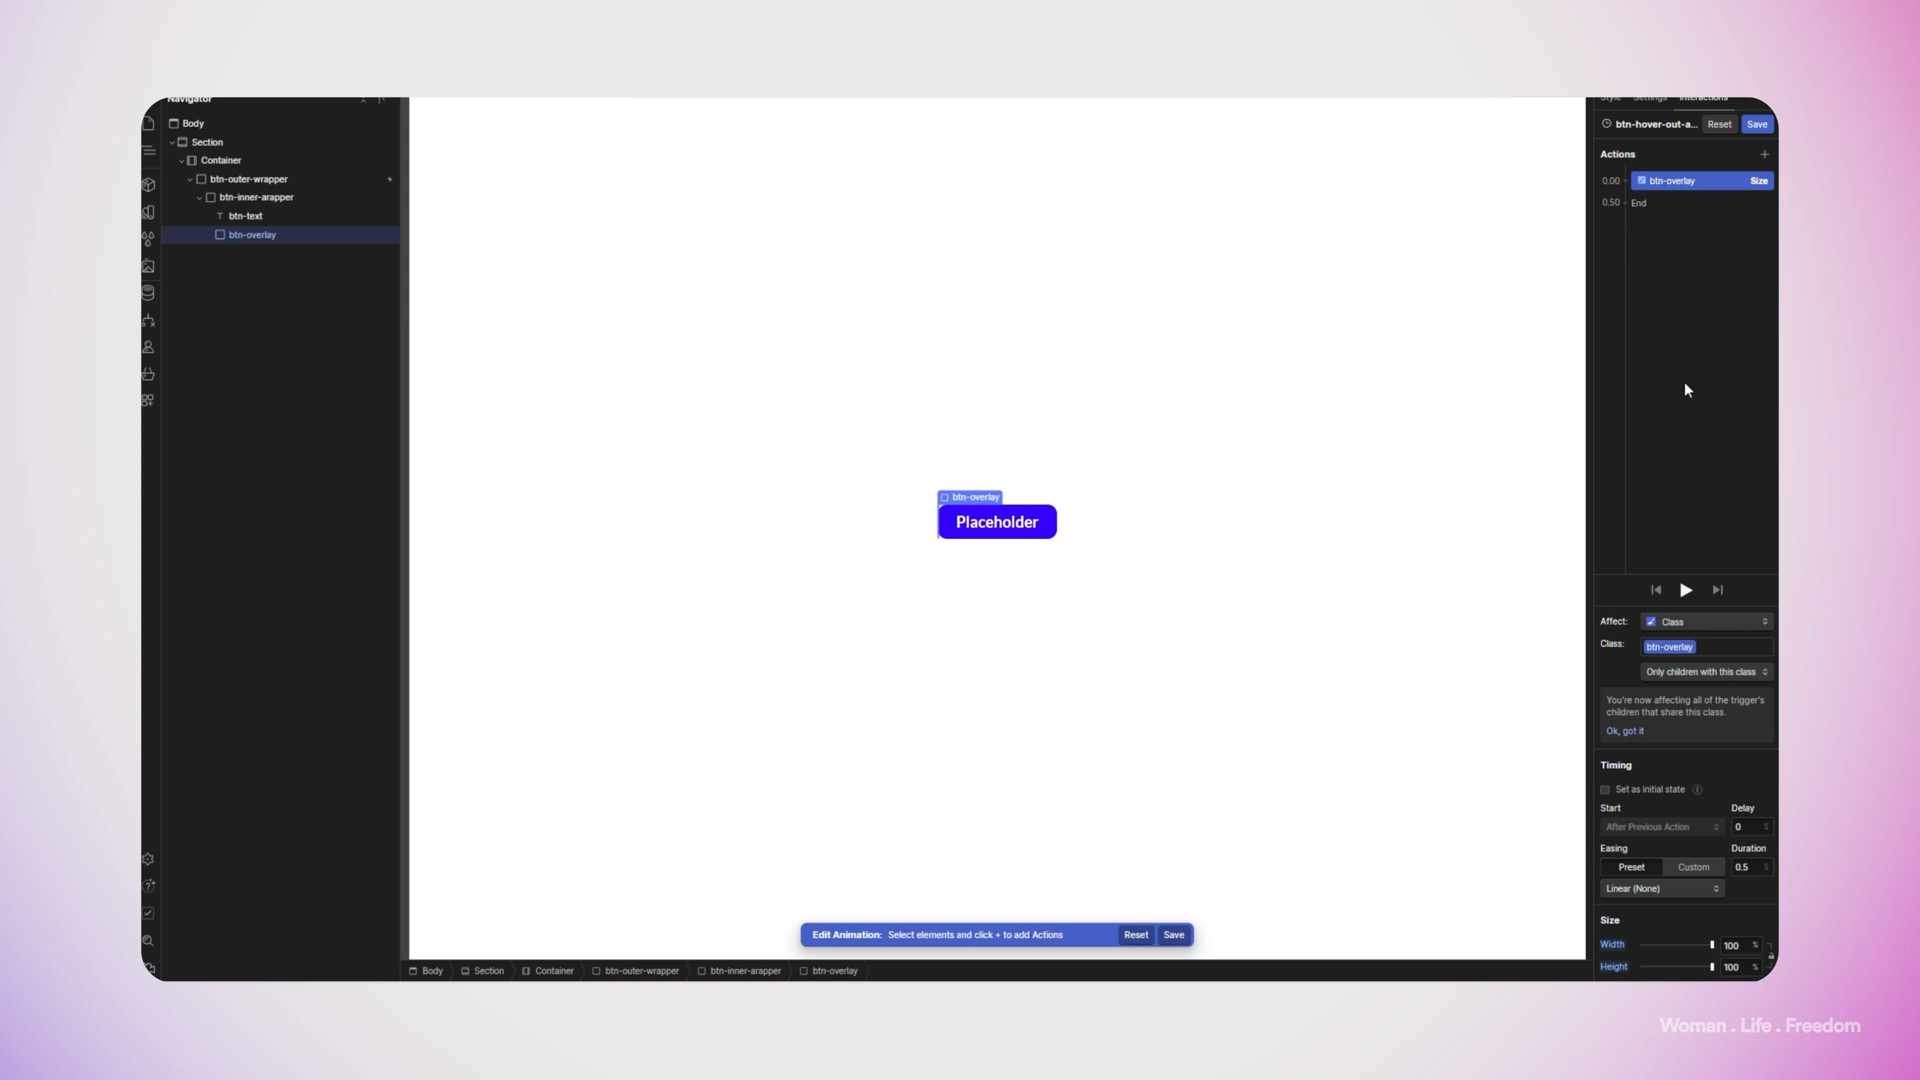 Navigator
Body
Section
Container
btn-outer-wrapper
btn-inner-arapper
btn-text
btn-overlay
btn-overlay
Placeholder
Edit Animation: Select elements and click + to add Actions
Reset
Save
Body
Section
Container
btn-outer-wrapper
btn-inner-arapper
btn-overlay
Style
Settings
Interactions
btn-hover-out-a...
Reset
Save
Actions
0.00
btn-overlay
Size
0.50
End
Affect:
Class
Class:
btn-overlay
Only children with this class
You're now affecting all of the trigger's
children that share this class.
Ok, got it
Timing
Set as initial state
Start
Delay
After Previous Action
0
S
Easing
Duration
Preset
Custom
0.5
S
Linear (None)
Size
Width
100
%
Height
100
%
Woman . Life . Freedom